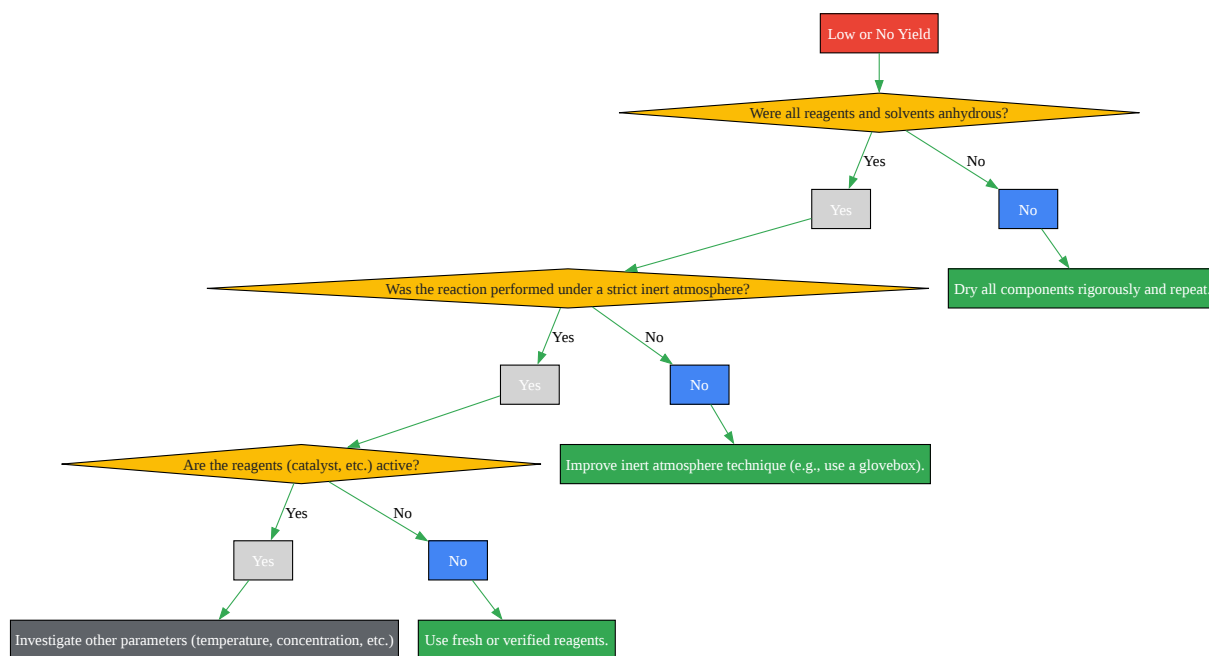 Low or No Yield
Were all reagents and solvents anhydrous?
Yes
No
Yes
No
Was the reaction performed under a strict inert atmosphere?
Dry all components rigorously and repeat.
Yes
No
Yes
No
Are the reagents (catalyst, etc.) active?
Improve inert atmosphere technique (e.g., use a glovebox).
Yes
No
Yes
No
Investigate other parameters (temperature, concentration, etc.)
Use fresh or verified reagents.